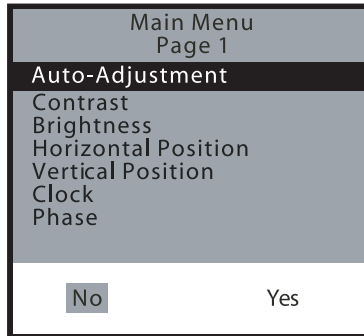 Main Menu
Page 1
Auto-Adjustment
Contrast
Brightness
Horizontal Position
Vertical Position
Clock
Phase
No Yes